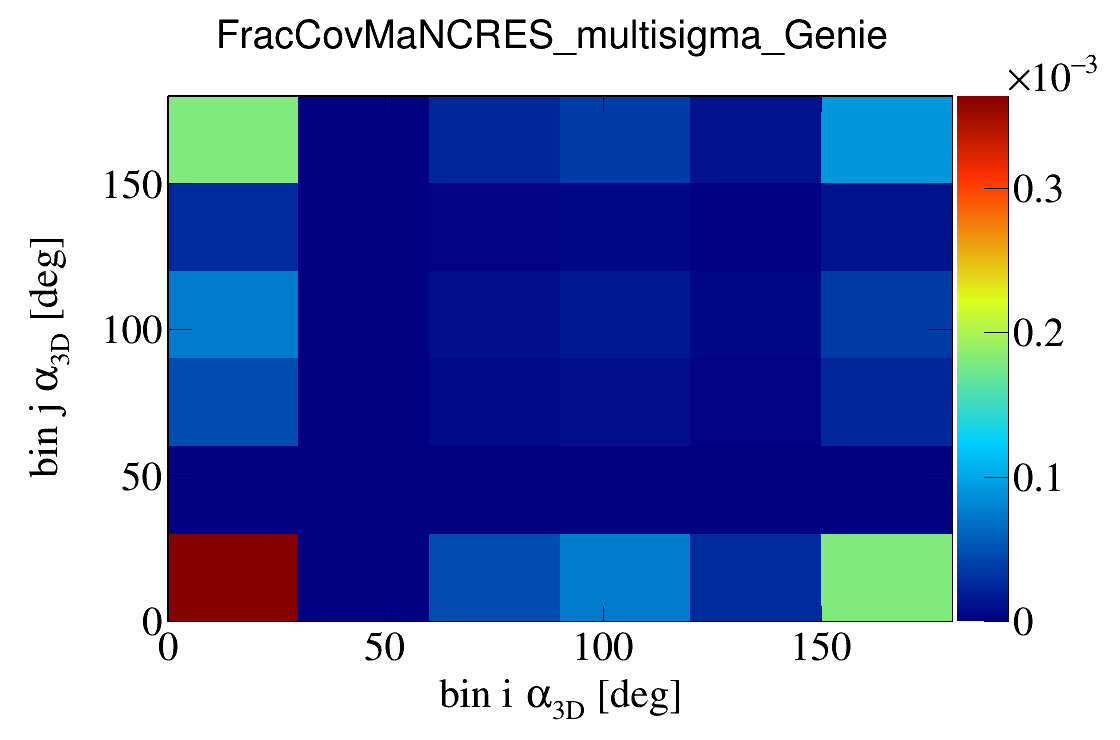 FracCovMaNCRES_multisigma_Genie
×10⁻³
0.3
0.2
0.1
0
150
100
50
0
0 50 100 150
bin j α3D [deg]
bin i α3D [deg]